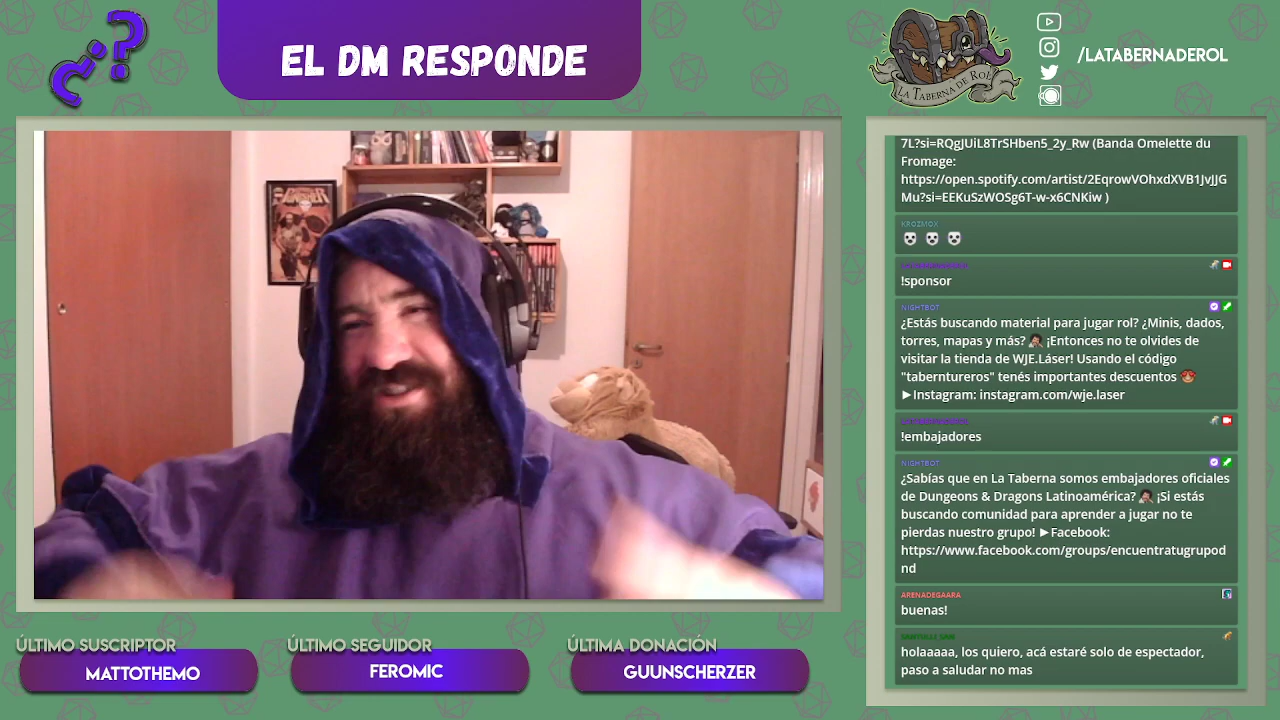 ¿?
EL DM RESPONDE
LA TABERNA DE ROL
/LATABERNADEROL
7L?si=RQgJUiL8TrSHben5_2y_Rw (Banda Omelette du
Fromage:
https://open.spotify.com/artist/2EqrowVOhxdXVB1JvJJG
Mu?si=EEKuSzWOSg6T-w-x6CNKiw )
KROZMOX
!sponsor
NIGHTBOT
¿Estás buscando material para jugar rol? ¿Minis, dados,
torres, mapas y más? ¡Entonces no te olvides de
visitar la tienda de WJE.Láser! Usando el código
"taberntureros" tenés importantes descuentos
►Instagram: instagram.com/wje.laser
!embajadores
NIGHTBOT
¿Sabías que en La Taberna somos embajadores oficiales
de Dungeons & Dragons Latinoamérica? ¡Si estás
buscando comunidad para aprender a jugar no te
pierdas nuestro grupo! ►Facebook:
https://www.facebook.com/groups/encuentratugrupod
nd
ARENADEGAARA
buenas!
holaaaaa, los quiero, acá estaré solo de espectador,
paso a saludar no mas
ÚLTIMO SUSCRIPTOR
MATTOTHEMO
ÚLTIMO SEGUIDOR
FEROMIC
ÚLTIMA DONACIÓN
GUUNSCHERZER